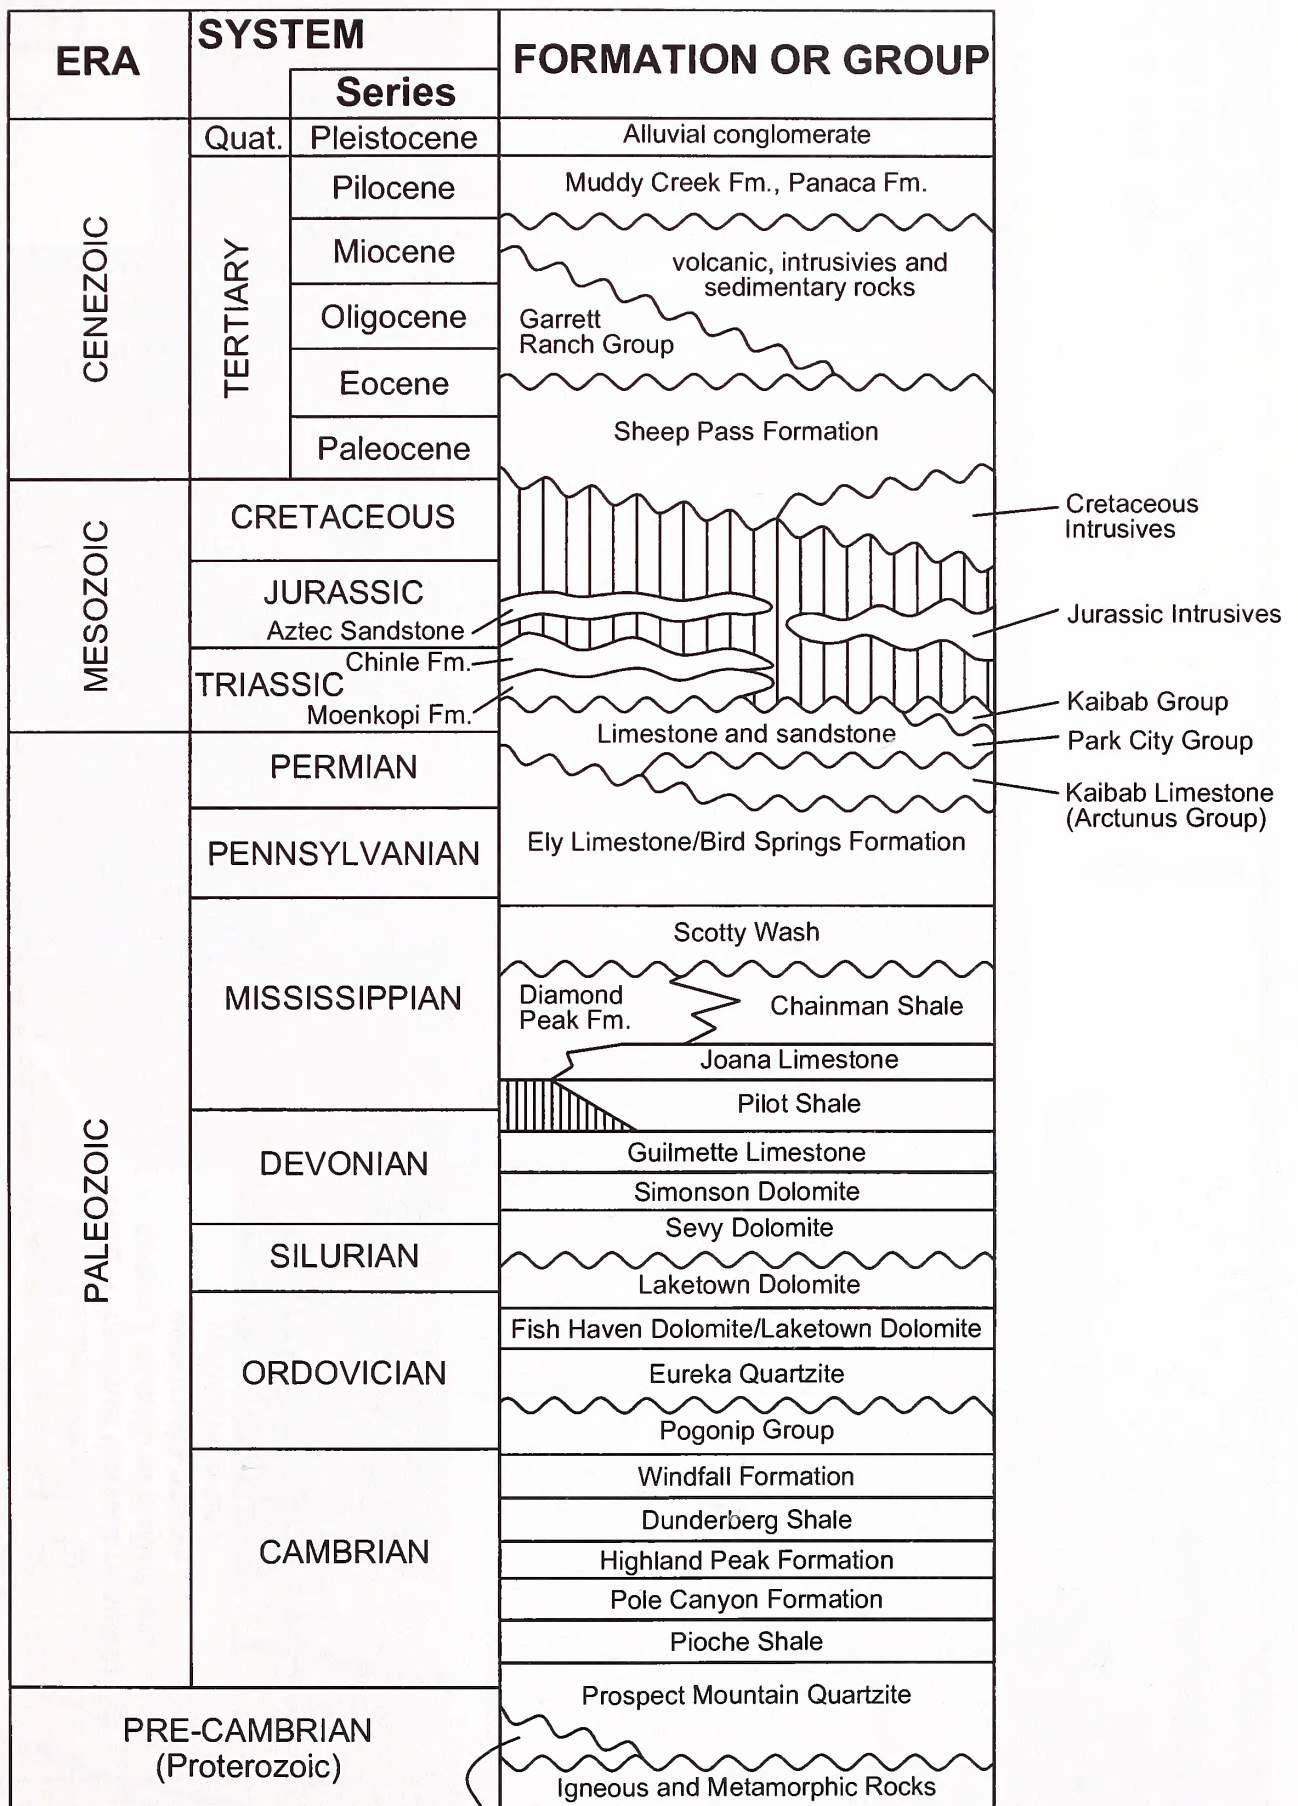 ERA
SYSTEM
Series
FORMATION OR GROUP
CENEZOIC
Quat.
Pleistocene
Alluvial conglomerate
TERTIARY
Pilocene
Muddy Creek Fm., Panaca Fm.
Miocene
volcanic, intrusivies and
sedimentary rocks
Oligocene
Garrett
Ranch Group
Eocene
Paleocene
Sheep Pass Formation
MESOZOIC
CRETACEOUS
Cretaceous
Intrusives
JURASSIC
Aztec Sandstone
Jurassic Intrusives
Chinle Fm.
TRIASSIC
Moenkopi Fm.
Kaibab Group
PALEOZOIC
PERMIAN
Limestone and sandstone
Park City Group
Kaibab Limestone
(Arctunus Group)
PENNSYLVANIAN
Ely Limestone/Bird Springs Formation
MISSISSIPPIAN
Scotty Wash
Diamond
Peak Fm.
Chainman Shale
Joana Limestone
Pilot Shale
DEVONIAN
Guilmette Limestone
Simonson Dolomite
Sevy Dolomite
SILURIAN
Laketown Dolomite
ORDOVICIAN
Fish Haven Dolomite/Laketown Dolomite
Eureka Quartzite
Pogonip Group
CAMBRIAN
Windfall Formation
Dunderberg Shale
Highland Peak Formation
Pole Canyon Formation
Pioche Shale
Prospect Mountain Quartzite
PRE-CAMBRIAN
(Proterozoic)
Igneous and Metamorphic Rocks